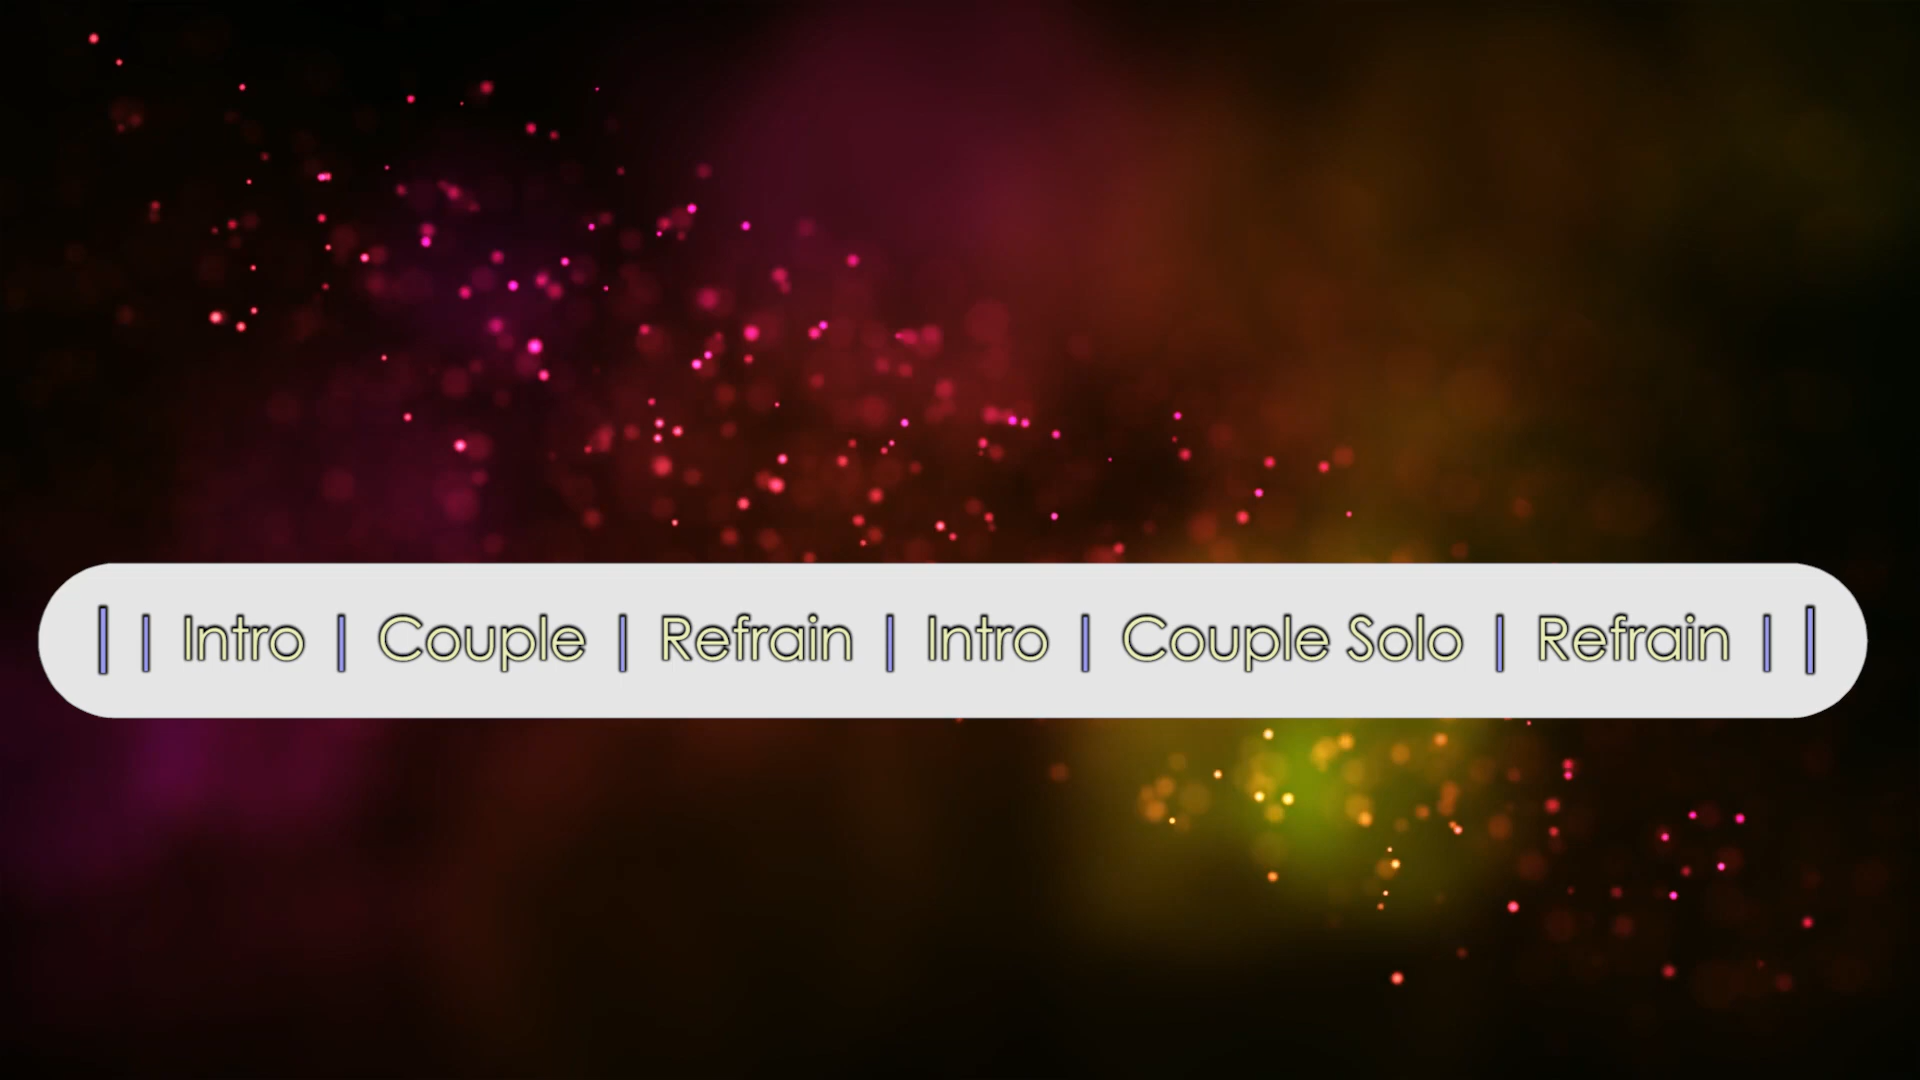 | | Intro | Couple | Refrain | Intro | Couple Solo | Refrain | |